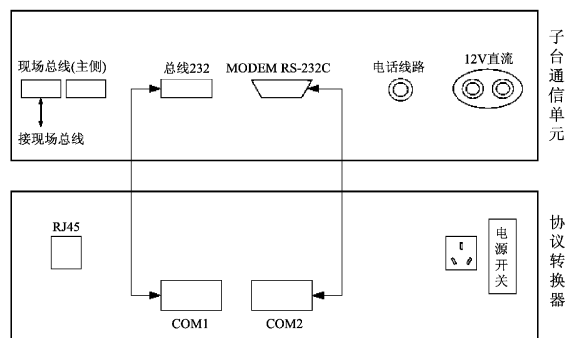 现场总线(主侧)
总线232
MODEM RS-232C
电话线路
12V直流
接现场总线
子台通信单元
RJ45
电源开关
COM1
COM2
协议转换器